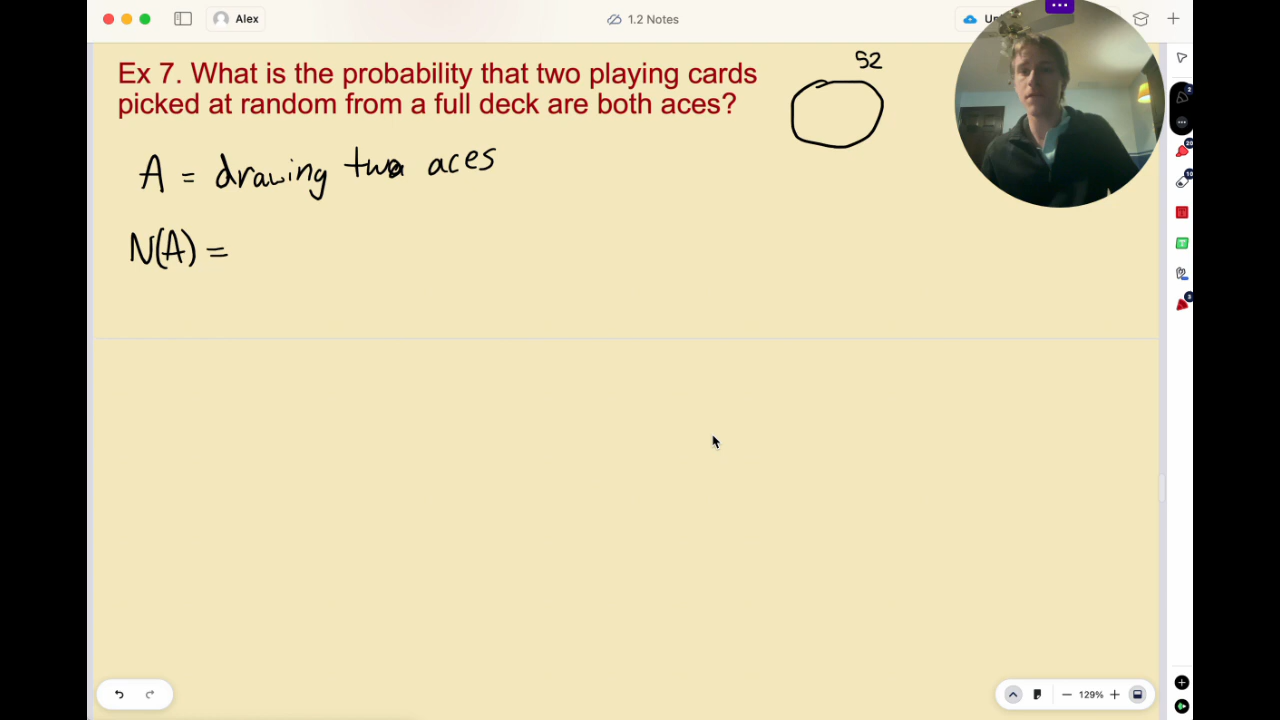 Alex
1.2 Notes
Ex 7. What is the probability that two playing cards
picked at random from a full deck are both aces?
52
A = drawing two aces
N(A) =
129%